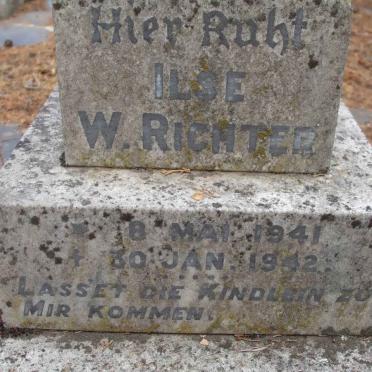 Hier Ruht
ILSE
W. RICHTER
* 8 MAI 1941
+ 30 JAN. 1942.
LASSET DIE KINDLEIN ZU
MIR KOMMEN.